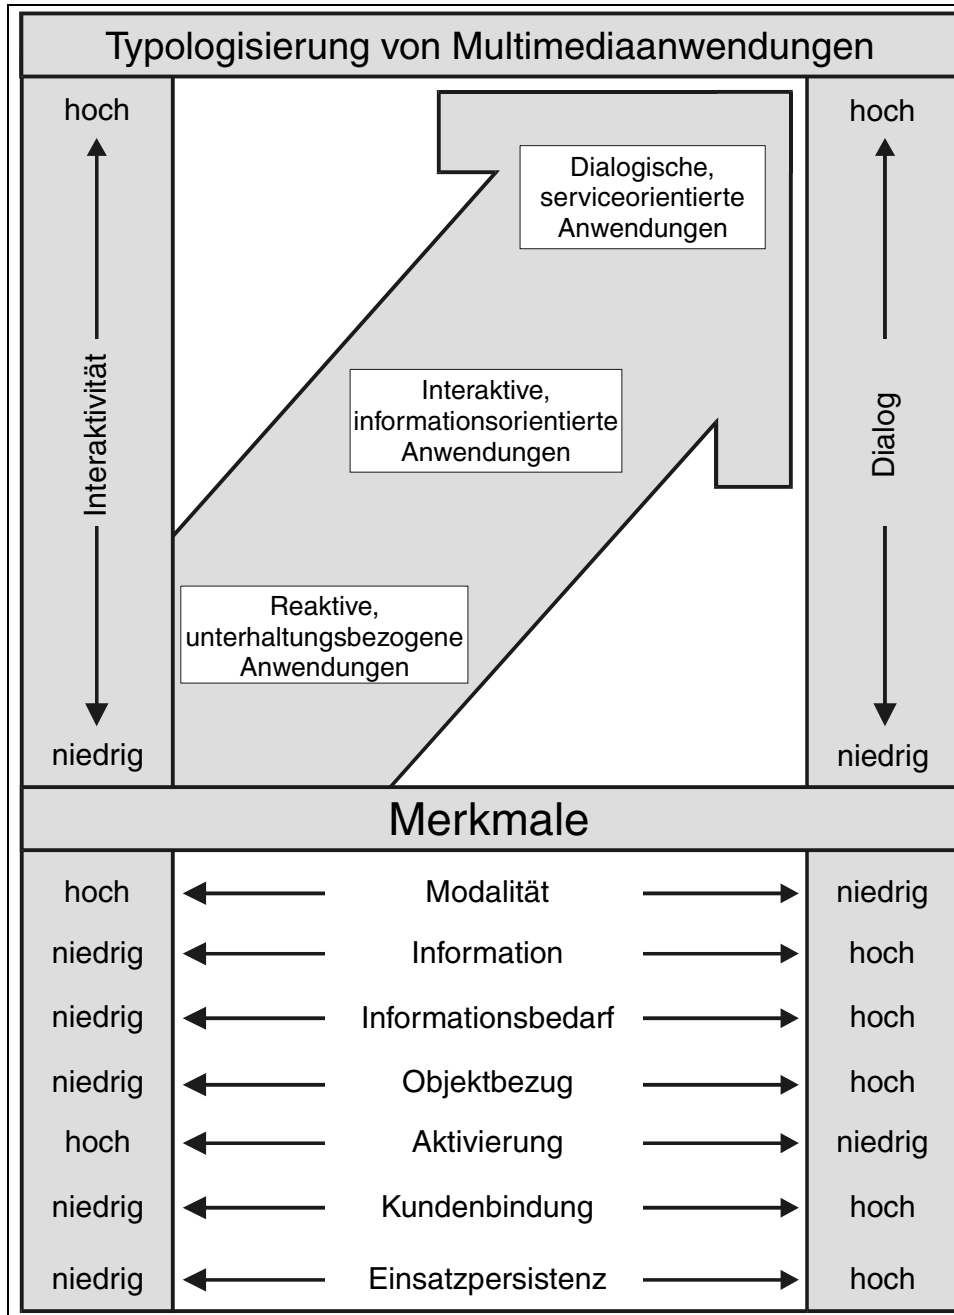 Typologisierung von Multimediaanwendungen
hoch
hoch
Dialogische,
serviceorientierte
Anwendungen
Interaktivität
Interaktive,
informationsorientierte
Anwendungen
Dialog
Reaktive,
unterhaltungsbezogene
Anwendungen
niedrig
niedrig
Merkmale
hoch Modalität niedrig
niedrig Information hoch
niedrig Informationsbedarf hoch
niedrig Objektbezug hoch
hoch Aktivierung niedrig
niedrig Kundenbindung hoch
niedrig Einsatzpersistenz hoch